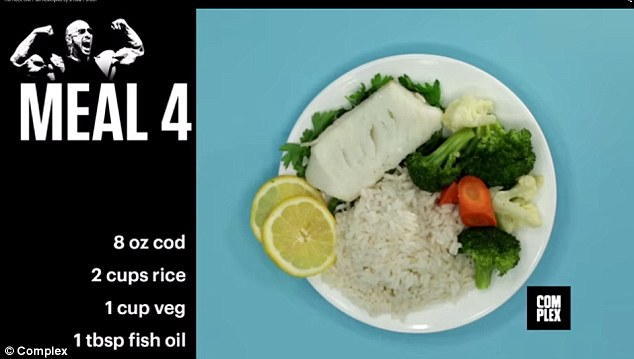 MEAL 4
8 oz cod
2 cups rice
1 cup veg
1 tbsp fish oil
COM
PLEX
© Complex